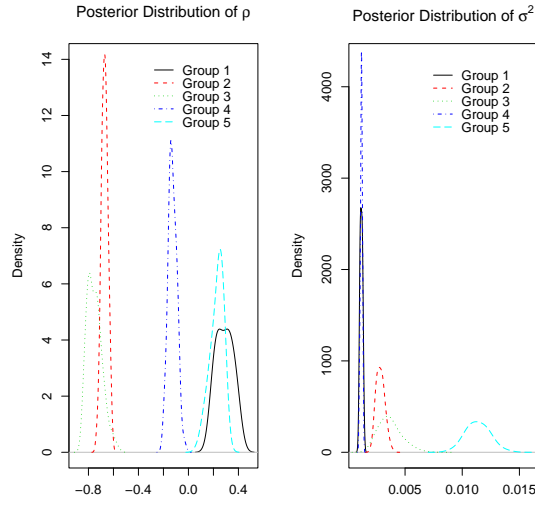 Posterior Distribution of ρ
Density
14
12
10
8
6
4
2
0
−0.8
−0.4
0.0
0.4
Group 1
Group 2
Group 3
Group 4
Group 5
Posterior Distribution of σ²
Density
4000
3000
2000
1000
0
0.005
0.010
0.015
Group 1
Group 2
Group 3
Group 4
Group 5